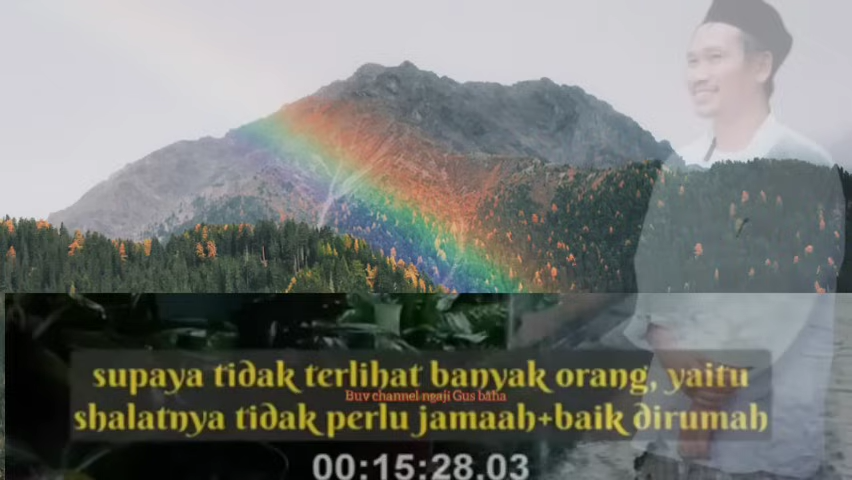 supaya tidak terlihat banyak orang, yaitu
Buv channel ngaji Gus baha
shalatnya tidak perlu jamaah+baik dirumah
00:15:28.03